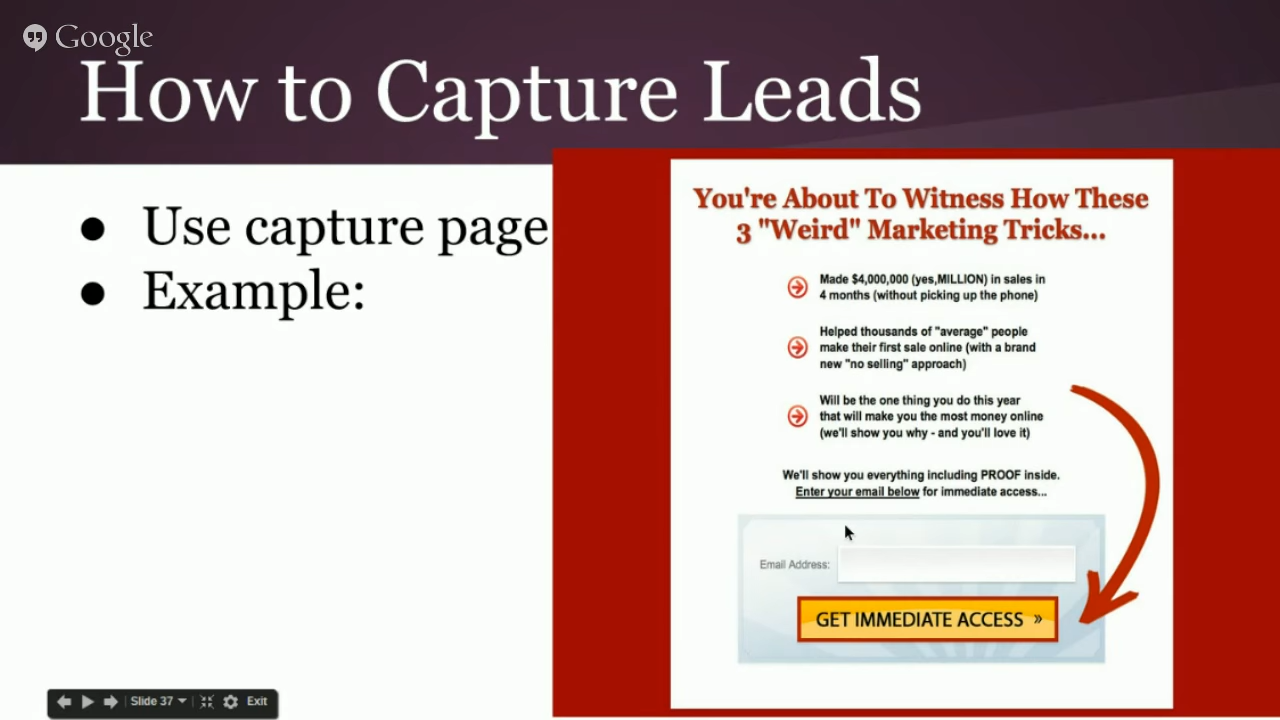 Google
How to Capture Leads
● Use capture page
● Example:
You're About To Witness How These
3 "Weird" Marketing Tricks...
Made $4,000,000 (yes,MILLION) in sales in
4 months (without picking up the phone)
Helped thousands of "average" people
make their first sale online (with a brand
new "no selling" approach)
Will be the one thing you do this year
that will make you the most money online
(we'll show you why - and you'll love it)
We'll show you everything including PROOF inside.
Enter your email below for immediate access...
Email Address:
GET IMMEDIATE ACCESS »
Slide 37
Exit